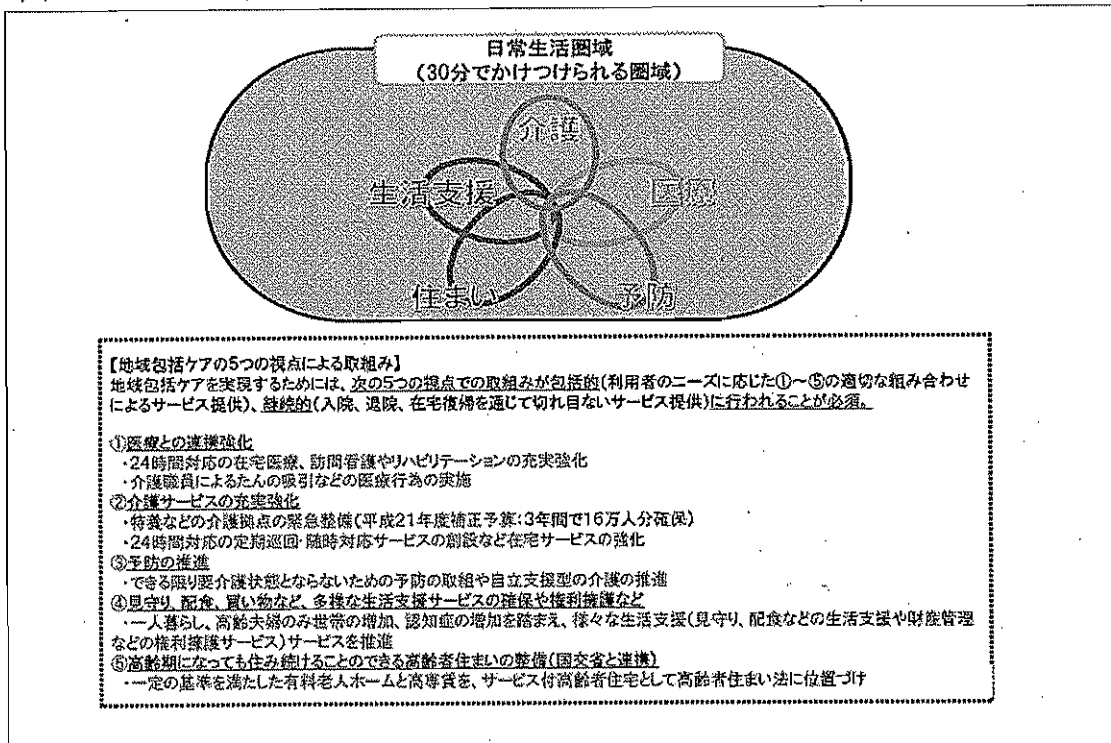 日常生活圏域
(30分でかけつけられる圏域)
介護
生活支援
医療
住まい
予防
【地域包括ケアの5つの視点による取組み】
地域包括ケアを実現するためには、次の5つの視点での取組みが包括的(利用者のニーズに応じた①~⑤の適切な組み合わせ
によるサービス提供)、継続的(入院、退院、在宅復帰を通じて切れ目ないサービス提供)に行われることが必須。
①医療との連携強化
・24時間対応の在宅医療、訪問看護やリハビリテーションの充実強化
・介護職員によるたんの吸引などの医療行為の実施
②介護サービスの充実強化
・特養などの介護拠点の緊急整備(平成21年度補正予算:3年間で16万人分確保)
・24時間対応の定期巡回・随時対応サービスの創設など在宅サービスの強化
③予防の推進
・できる限り要介護状態とならないための予防の取組や自立支援型の介護の推進
④見守り、配食、買い物など、多様な生活支援サービスの確保や権利擁護など
・一人暮らし、高齢夫婦のみ世帯の増加、認知症の増加を踏まえ、様々な生活支援(見守り、配食などの生活支援や財産管理
などの権利擁護サービス)サービスを推進
⑤高齢期になっても住み続けることのできる高齢者住まいの整備(国交省と連携)
・一定の基準を満たした有料老人ホームと高専賃を、サービス付高齢者住宅として高齢者住まい法に位置づけ